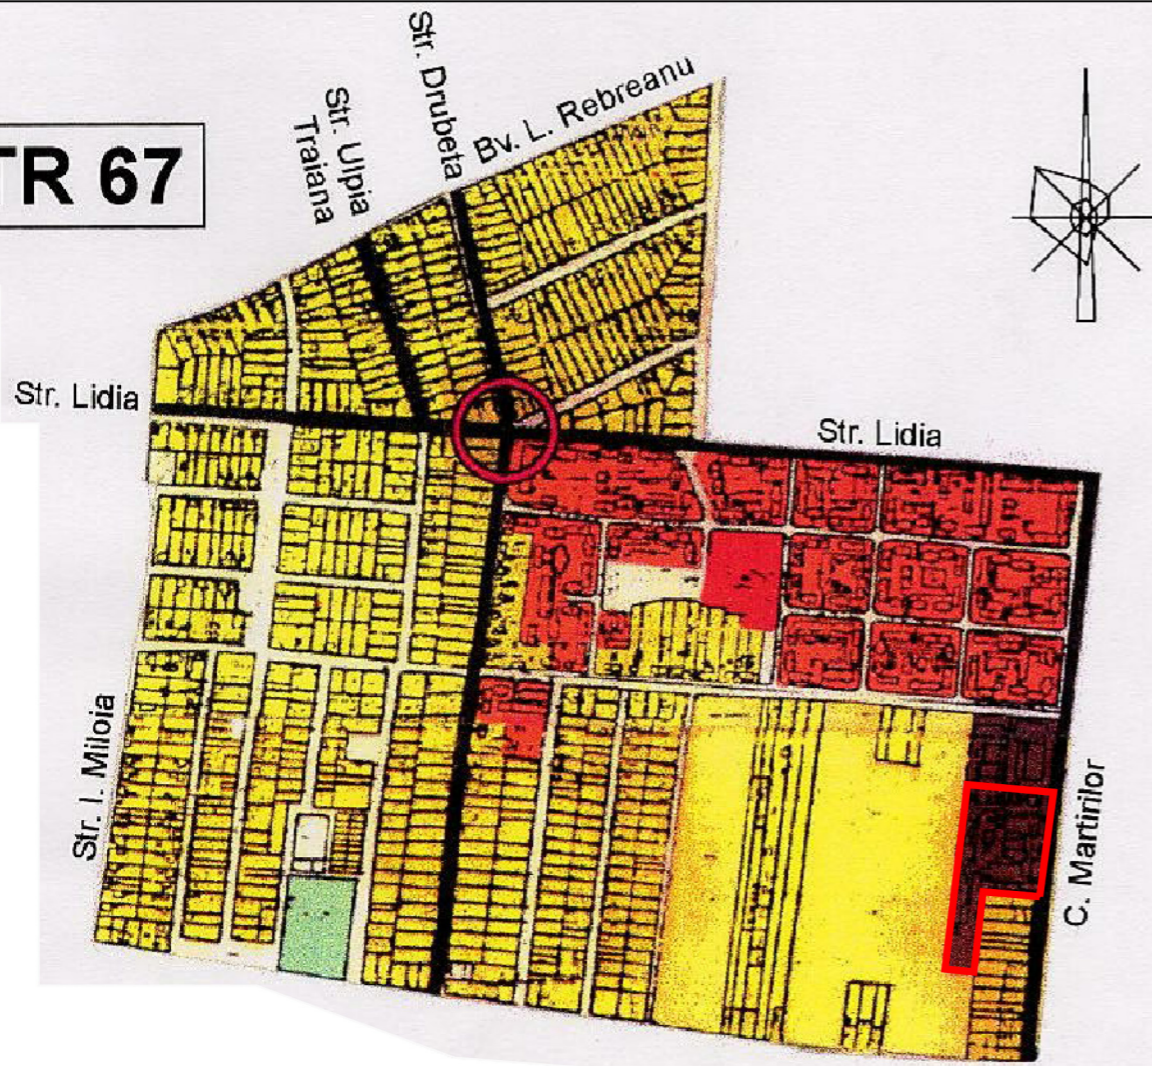 Str. Drubeta
Bv. L. Rebreanu
Str. Ulpia
Traiana
TR 67
Str. Lidia
Str. Lidia
Str. I. Miloia
C. Martirilor